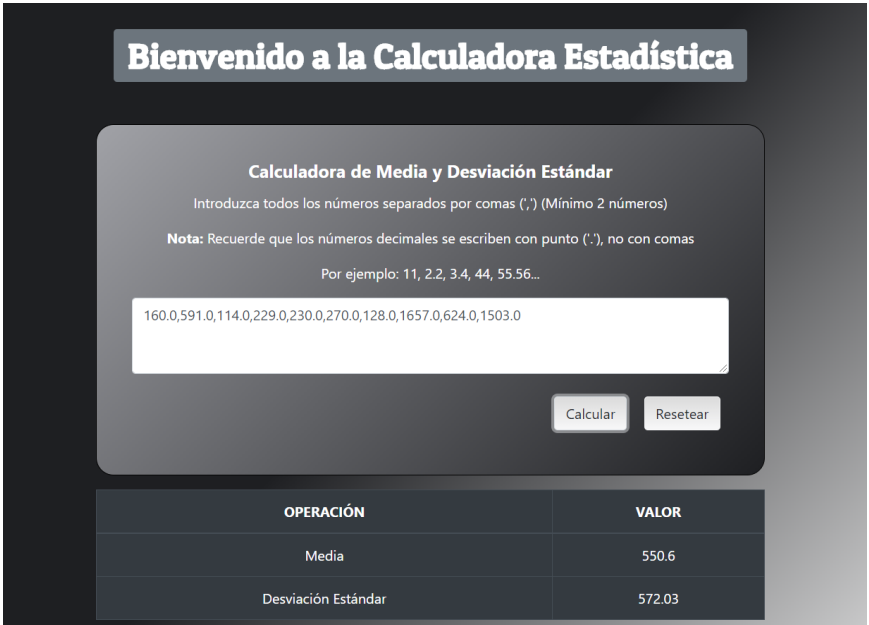 Bienvenido a la Calculadora Estadística
Calculadora de Media y Desviación Estándar
Introduzca todos los números separados por comas (',') (Mínimo 2 números)
Nota: Recuerde que los números decimales se escriben con punto ('.'), no con comas
Por ejemplo: 11, 2.2, 3.4, 44, 55.56...
160.0,591.0,114.0,229.0,230.0,270.0,128.0,1657.0,624.0,1503.0
Calcular Resetear
OPERACIÓN VALOR
Media 550.6
Desviación Estándar 572.03